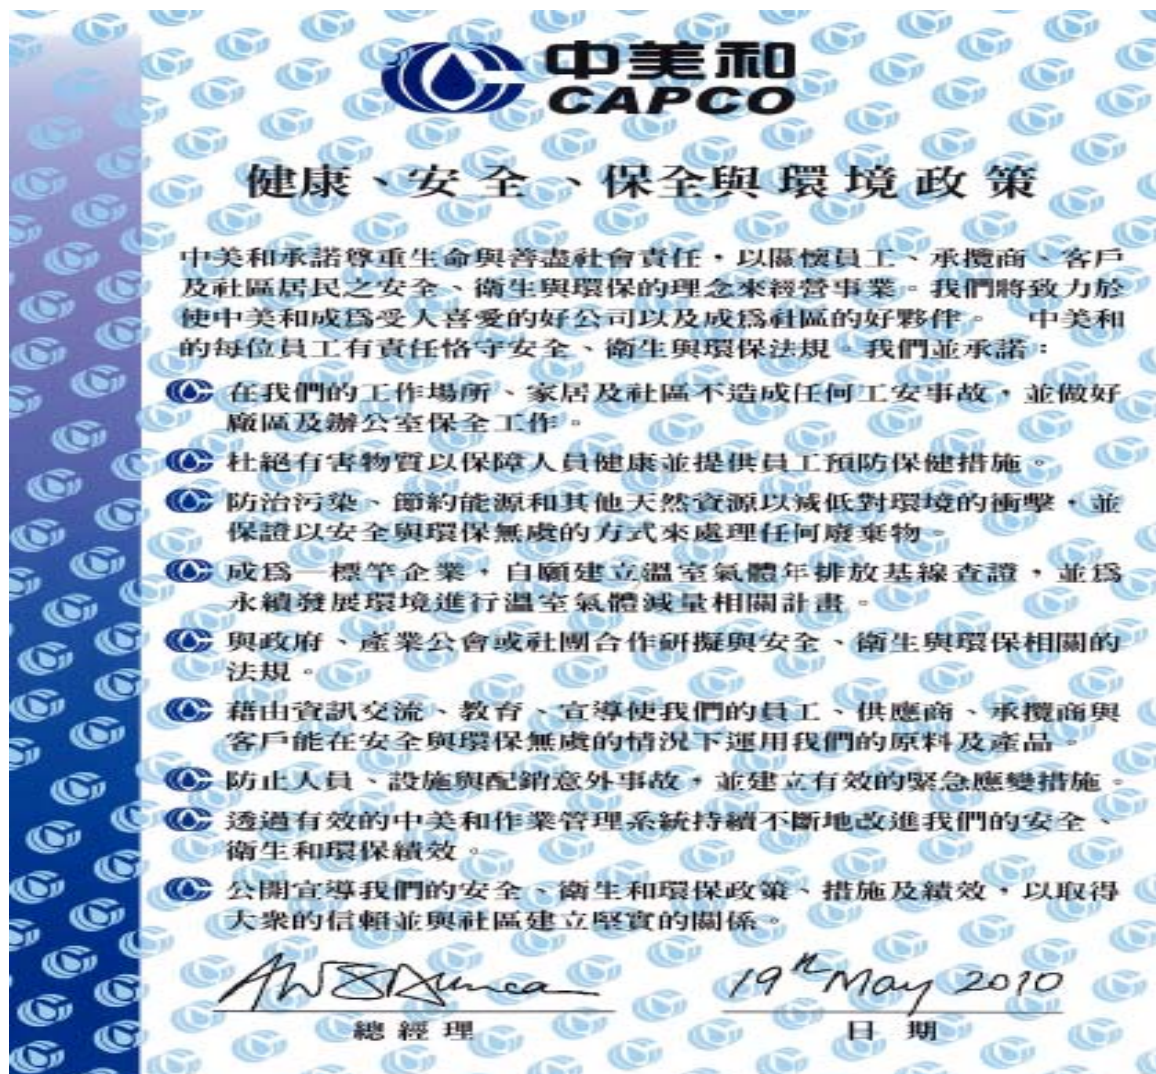 中美和
CAPCO
健康、安全、保全與環境政策
中美和承諾尊重生命與善盡社會責任，以關懷員工、承攬商、客戶
及社區居民之安全、衛生與環保的理念來經營事業。我們將致力於
使中美和成為受人喜愛的好公司以及成為社區的好夥伴。 中美和
的每位員工有責任恪守安全、衛生與環保法規。我們並承諾：
在我們的工作場所、家居及社區不造成任何工安事故，並做好
廠區及辦公室保全工作。
杜絕有害物質以保障人員健康並提供員工預防保健措施。
防治污染、節約能源和其他天然資源以減低對環境的衝擊，並
保證以安全與環保無虞的方式來處理任何廢棄物。
成為一標竿企業，自願建立溫室氣體年排放基線查證，並為
永續發展環境進行溫室氣體減量相關計畫。
與政府、產業公會或社團合作研擬與安全、衛生與環保相關的
法規。
藉由資訊交流、教育、宣導使我們的員工、供應商、承攬商與
客戶能在安全與環保無虞的情況下運用我們的原料及產品。
防止人員、設施與配銷意外事故，並建立有效的緊急應變措施。
透過有效的中美和作業管理系統持續不斷地改進我們的安全、
衛生和環保績效。
公開宣導我們的安全、衛生和環保政策、措施及績效，以取得
大眾的信賴並與社區建立堅實的關係。
19th May 2010
總經理 日期